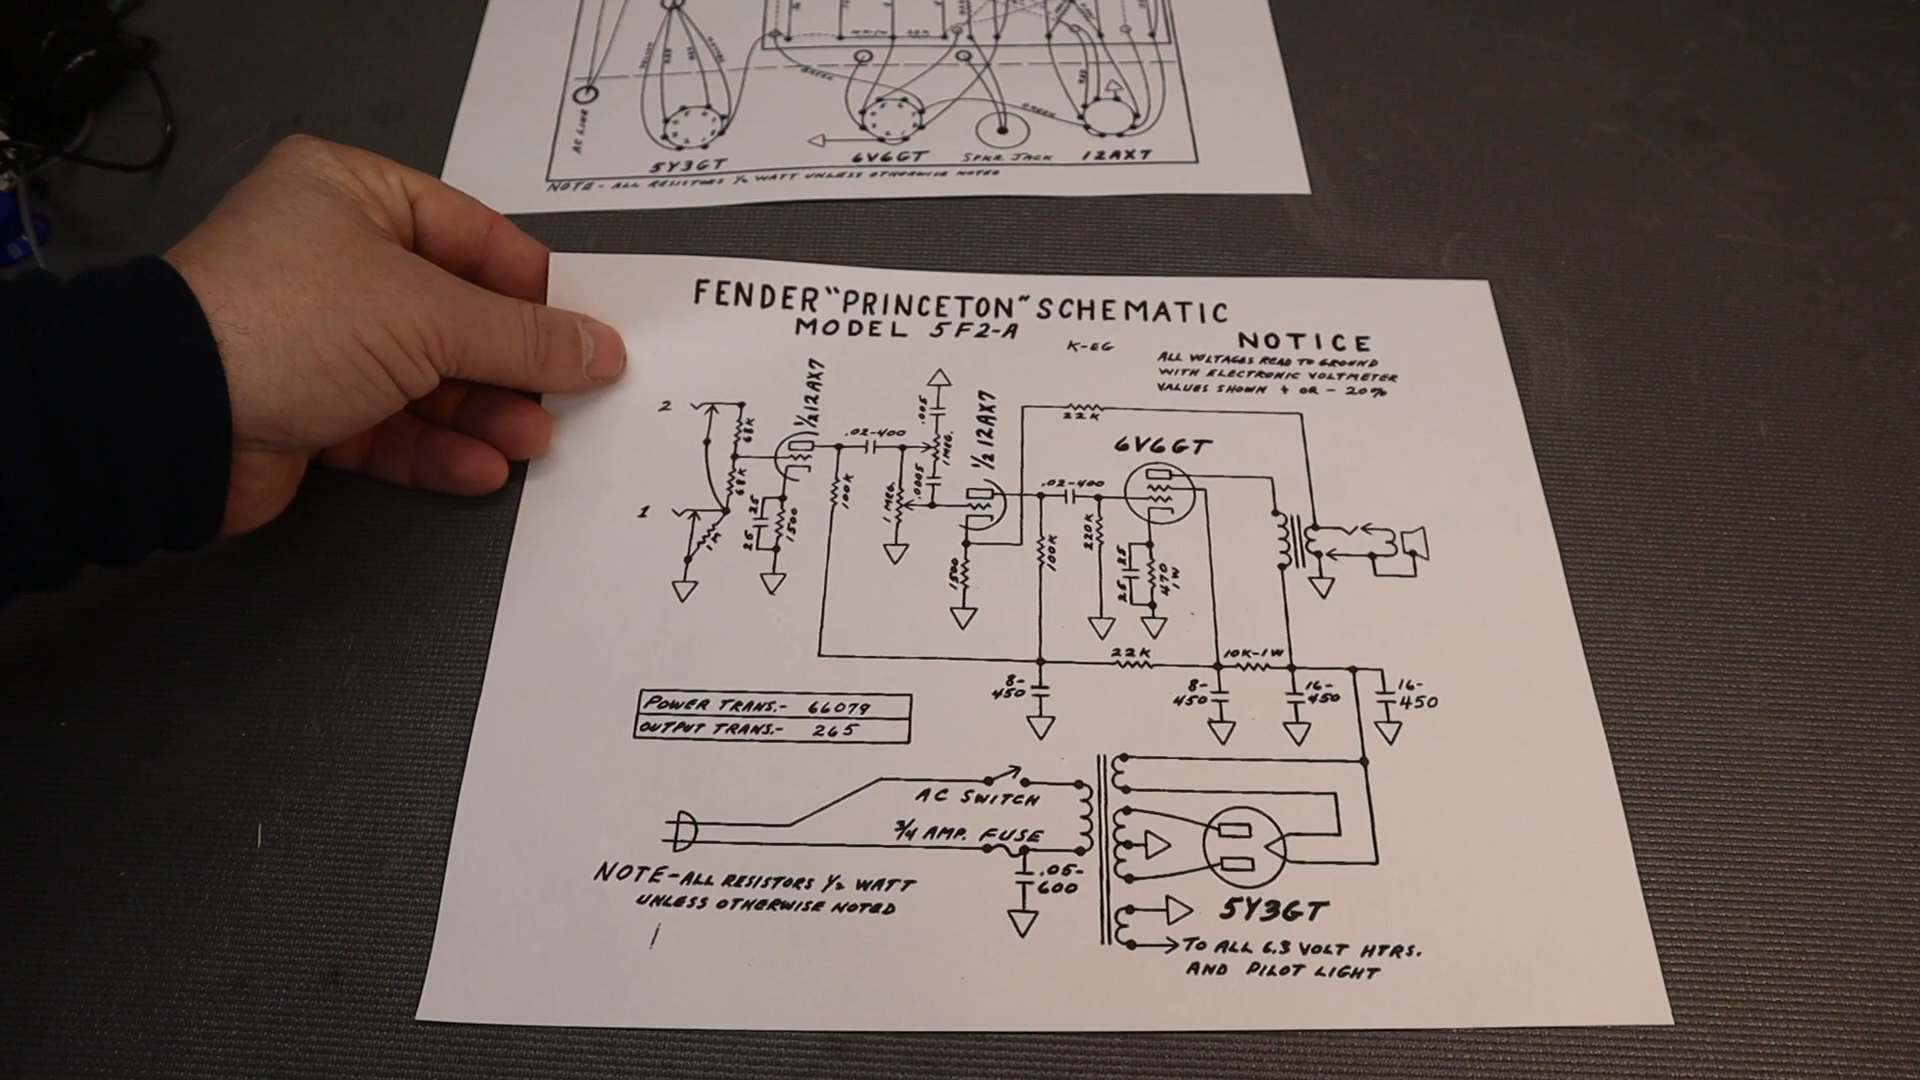 GREEN
GREEN
AC LINE
5Y3GT
6V6GT
SPKR JACK
12AX7
NOTE - ALL RESISTORS ½ WATT UNLESS OTHERWISE NOTED
FENDER "PRINCETON" SCHEMATIC
MODEL 5F2-A
K-EG
NOTICE
ALL VOLTAGES READ TO GROUND
WITH ELECTRONIC VOLTMETER
VALUES SHOWN + OR - 20%
2
68K
68K
1
1M
½ 12AX7
25-25
1500
.02-400
100K
1 MEG.
.005
1 MEG.
.0005
½ 12AX7
1500
22K
.02-400
100K
220K
6V6GT
25-25
470
1W
22K
10K-1W
8-
450
8-
450
16-
450
16-
450
POWER TRANS.- 66079
OUTPUT TRANS.- 265
AC SWITCH
¾ AMP. FUSE
.05-
600
NOTE-ALL RESISTORS ½ WATT
UNLESS OTHERWISE NOTED
5Y3GT
TO ALL 6.3 VOLT HTRS.
AND PILOT LIGHT